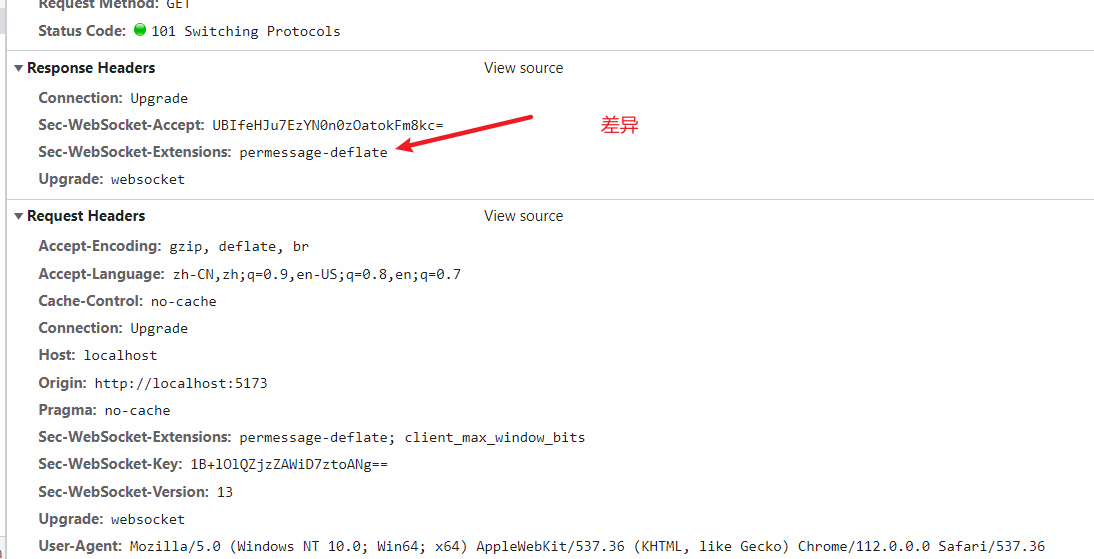 Request Method: GET
Status Code: 101 Switching Protocols
Response Headers View source
Connection: Upgrade
Sec-WebSocket-Accept: UBIfeHJu7EzYN0n0zOatokFm8kc=
差异
Sec-WebSocket-Extensions: permessage-deflate
Upgrade: websocket
Request Headers View source
Accept-Encoding: gzip, deflate, br
Accept-Language: zh-CN,zh;q=0.9,en-US;q=0.8,en;q=0.7
Cache-Control: no-cache
Connection: Upgrade
Host: localhost
Origin: http://localhost:5173
Pragma: no-cache
Sec-WebSocket-Extensions: permessage-deflate; client_max_window_bits
Sec-WebSocket-Key: 1B+lOlQZjzZAWiD7ztoANg==
Sec-WebSocket-Version: 13
Upgrade: websocket
User-Agent: Mozilla/5.0 (Windows NT 10.0; Win64; x64) AppleWebKit/537.36 (KHTML, like Gecko) Chrome/112.0.0.0 Safari/537.36